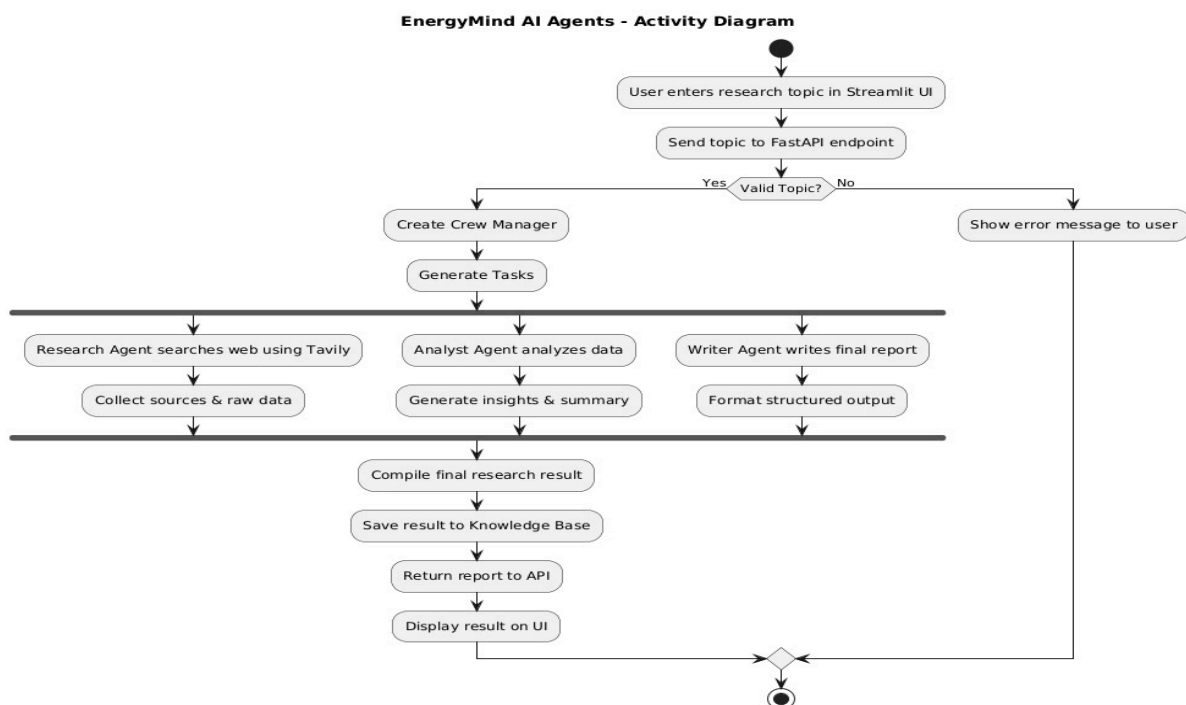 EnergyMind AI Agents - Activity Diagram
User enters research topic in Streamlit UI
Send topic to FastAPI endpoint
Yes
Valid Topic?
No
Create Crew Manager
Show error message to user
Generate Tasks
Research Agent searches web using Tavily
Analyst Agent analyzes data
Writer Agent writes final report
Collect sources & raw data
Generate insights & summary
Format structured output
Compile final research result
Save result to Knowledge Base
Return report to API
Display result on UI